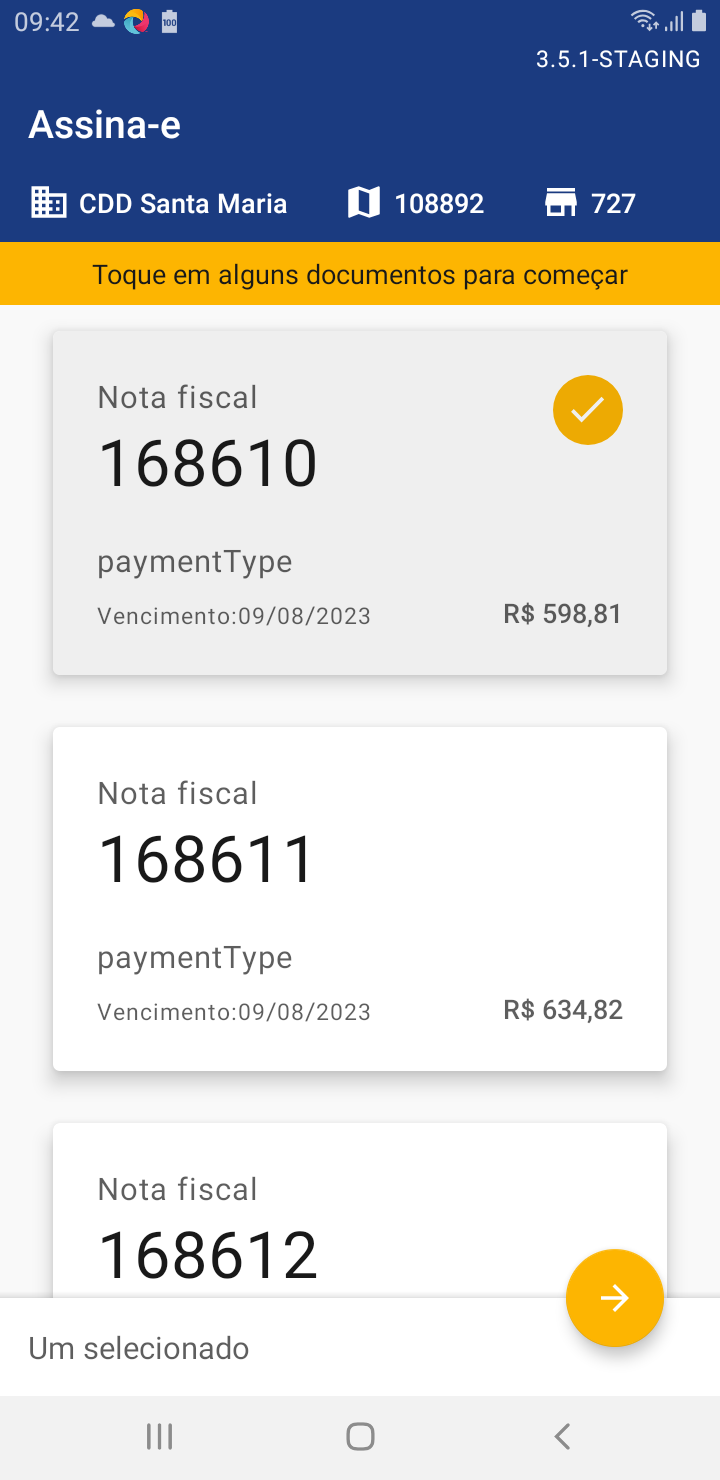 09:42
100
3.5.1-STAGING
Assina-e
CDD Santa Maria 108892 727
Toque em alguns documentos para começar
Nota fiscal
168610
paymentType
Vencimento:09/08/2023 R$ 598,81
Nota fiscal
168611
paymentType
Vencimento:09/08/2023 R$ 634,82
Nota fiscal
168612
Um selecionado